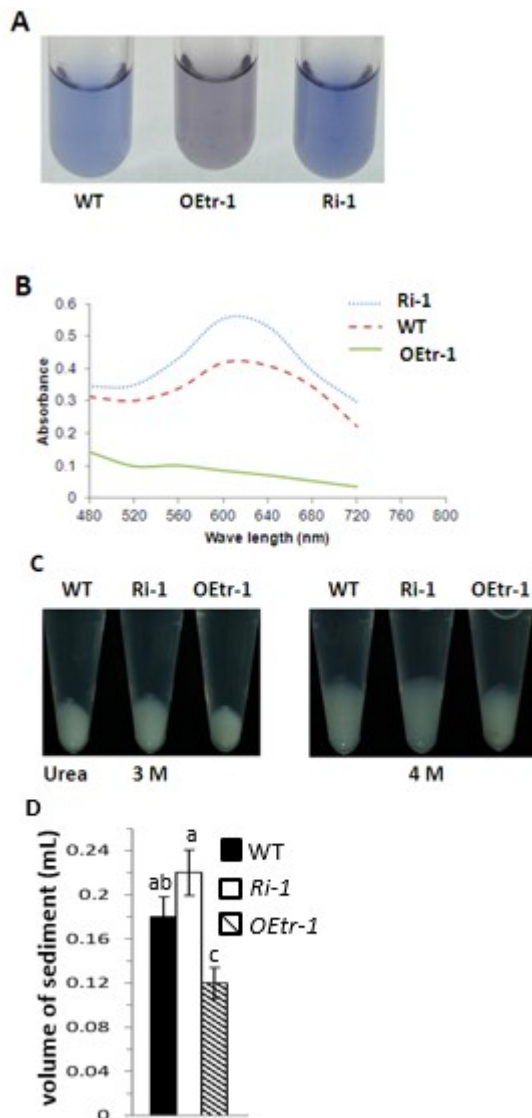 A
WT OEtr-1 Ri-1
B
0.6
0.5
0.4
0.3
0.2
0.1
0
Absorbance
Ri-1
WT
OEtr-1
480 520 560 600 640 680 720 760 800
Wave length (nm)
C
WT Ri-1 OEtr-1 WT Ri-1 OEtr-1
Urea 3 M 4 M
D
volume of sediment (mL)
0.24
0.2
0.16
0.12
0.08
0.04
0
ab
a
c
WT
Ri-1
OEtr-1